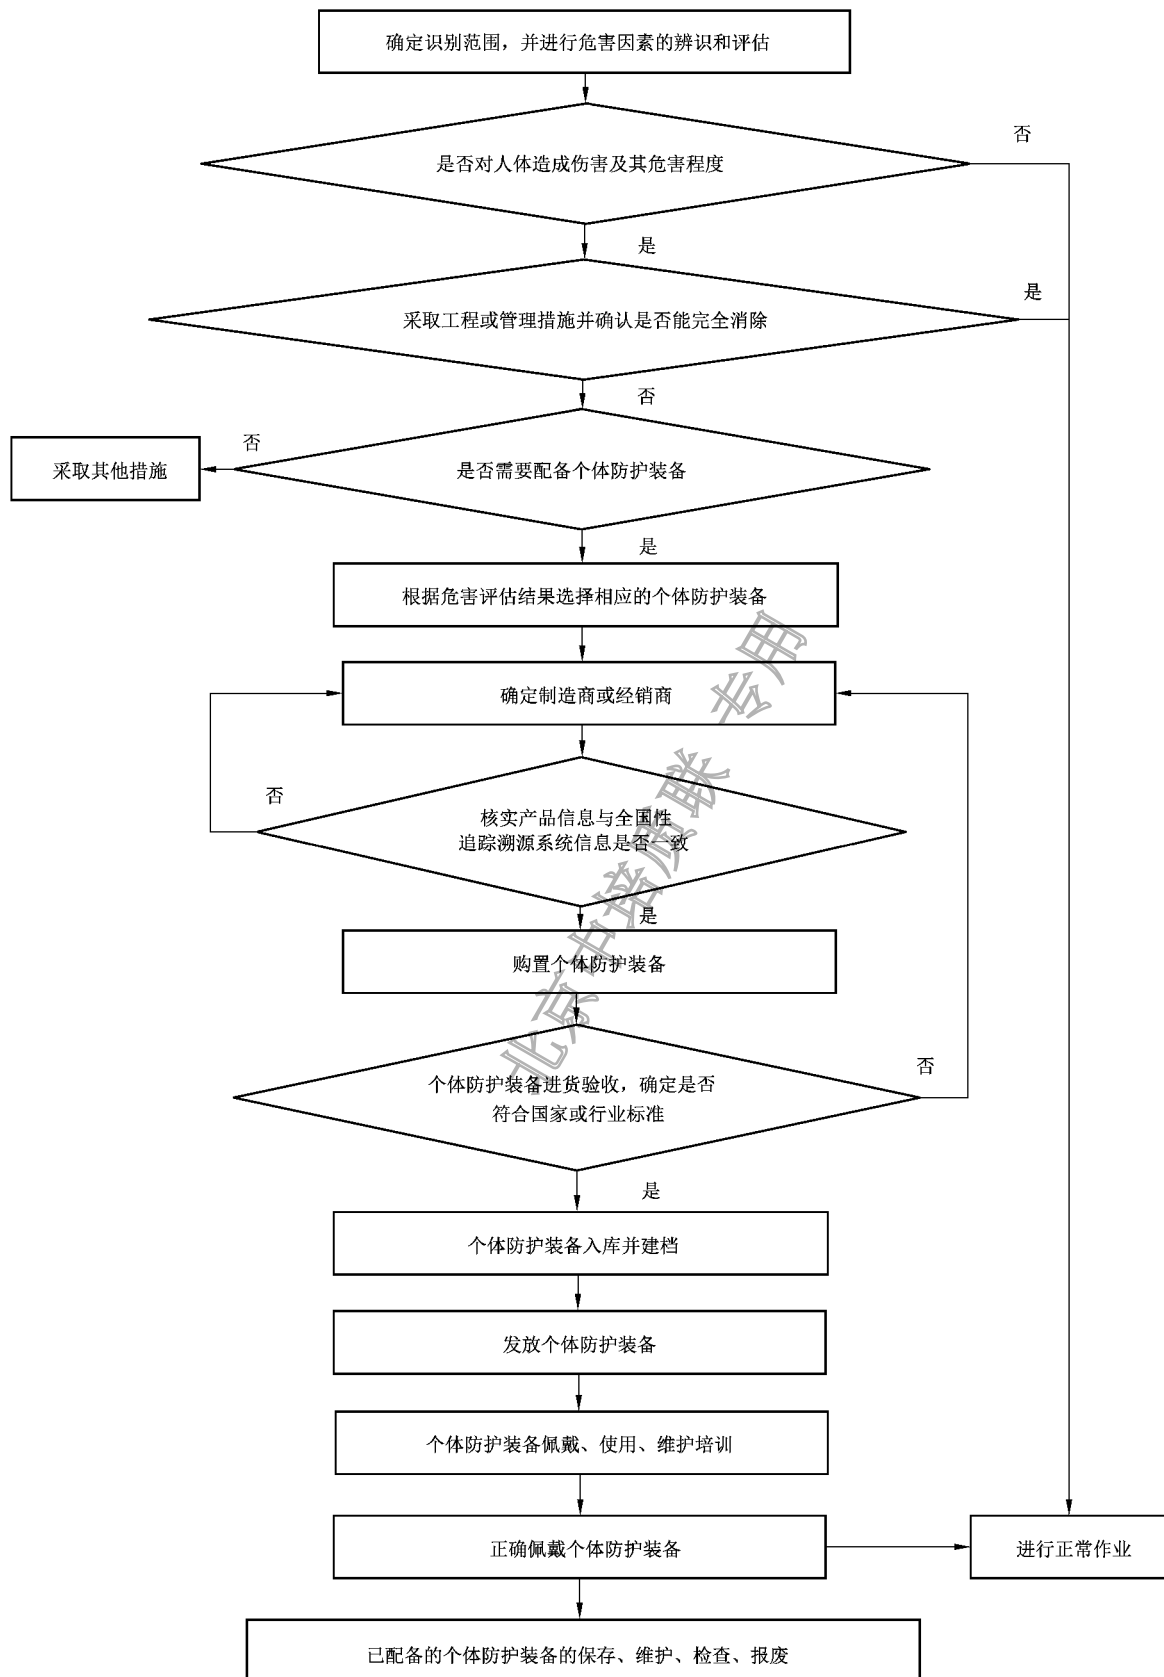 确定识别范围，并进行危害因素的辨识和评估
否
是否对人体造成伤害及其危害程度
是
是
采取工程或管理措施并确认是否能完全消除
否
否
采取其他措施
是否需要配备个体防护装备
是
根据危害评估结果选择相应的个体防护装备
确定制造商或经销商
否
核实产品信息与全国性
追踪溯源系统信息是否一致
是
购置个体防护装备
否
个体防护装备进货验收，确定是否
符合国家或行业标准
是
个体防护装备入库并建档
发放个体防护装备
个体防护装备佩戴、使用、维护培训
正确佩戴个体防护装备
进行正常作业
已配备的个体防护装备的保存、维护、检查、报废
北京中培质联 专用